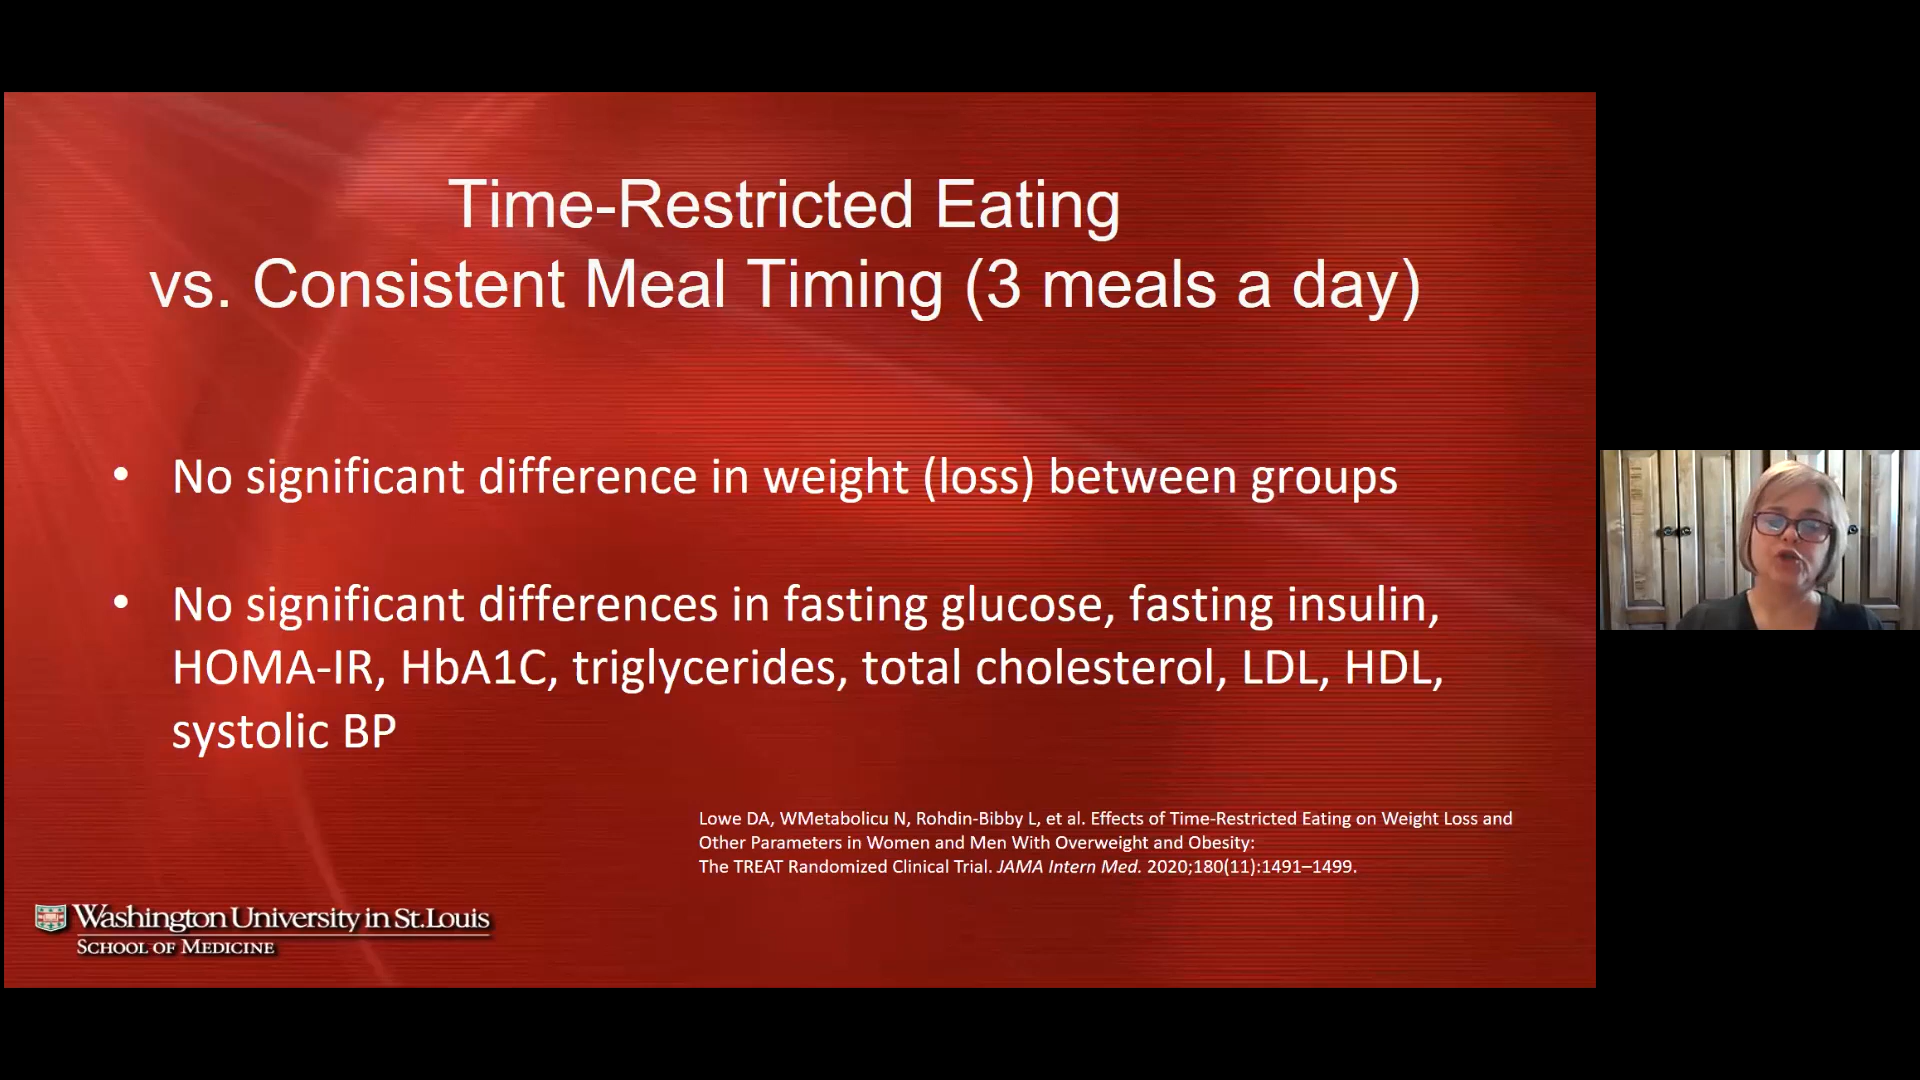 Time-Restricted Eating
vs. Consistent Meal Timing (3 meals a day)
• No significant difference in weight (loss) between groups
• No significant differences in fasting glucose, fasting insulin,
HOMA-IR, HbA1C, triglycerides, total cholesterol, LDL, HDL,
systolic BP
Lowe DA, WMetabolicu N, Rohdin-Bibby L, et al. Effects of Time-Restricted Eating on Weight Loss and
Other Parameters in Women and Men With Overweight and Obesity:
The TREAT Randomized Clinical Trial. JAMA Intern Med. 2020;180(11):1491–1499.
Washington University in St.Louis
SCHOOL OF MEDICINE